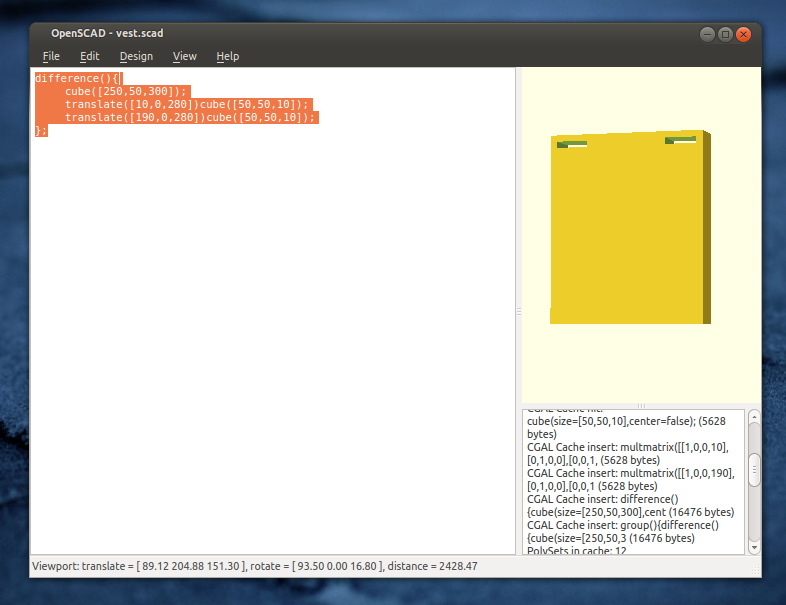 OpenSCAD - vest.scad
File Edit Design View Help
difference(){
cube([250,50,300]);
translate([10,0,280])cube([50,50,10]);
translate([190,0,280])cube([50,50,10]);
};
CGAL Cache hit:
cube(size=[50,50,10],center=false); (5628
bytes)
CGAL Cache insert: multmatrix([[1,0,0,10],
[0,1,0,0],[0,0,1, (5628 bytes)
CGAL Cache insert: multmatrix([[1,0,0,190],
[0,1,0,0],[0,0,1 (5628 bytes)
CGAL Cache insert: difference()
{cube(size=[250,50,300],cent (16476 bytes)
CGAL Cache insert: group(){difference()
{cube(size=[250,50,3 (16476 bytes)
PolySets in cache: 12
Viewport: translate = [ 89.12 204.88 151.30 ], rotate = [ 93.50 0.00 16.80 ], distance = 2428.47